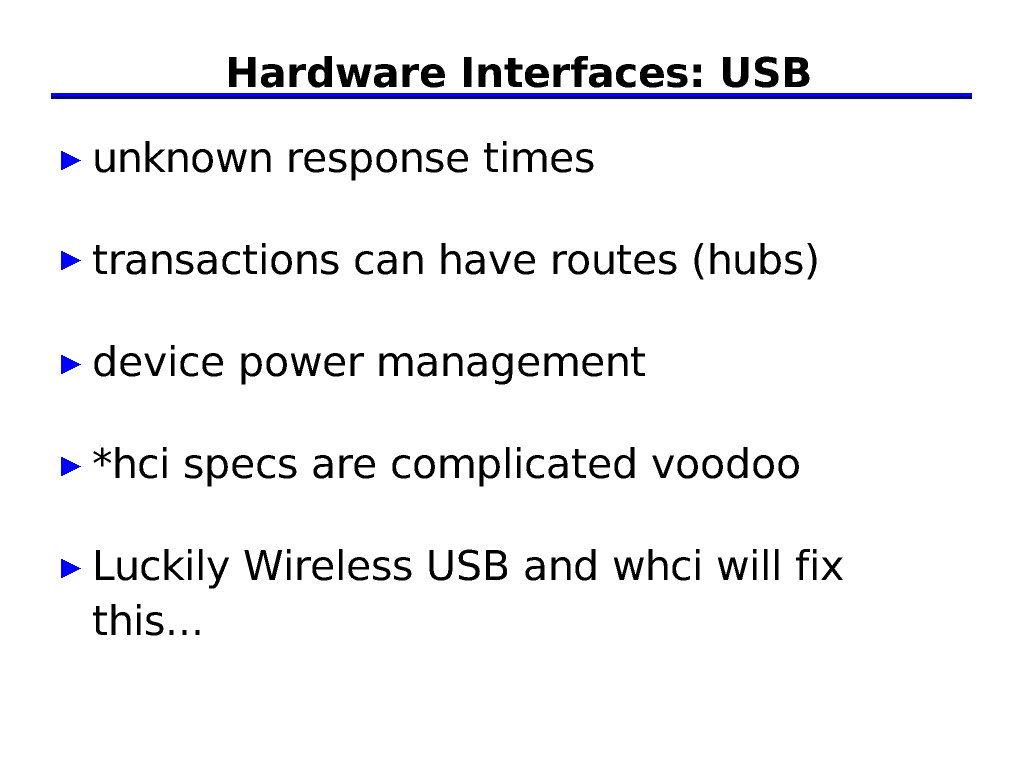 Hardware Interfaces: USB
unknown response times
transactions can have routes (hubs)
device power management
*hci specs are complicated voodoo
Luckily Wireless USB and whci will fix
this...